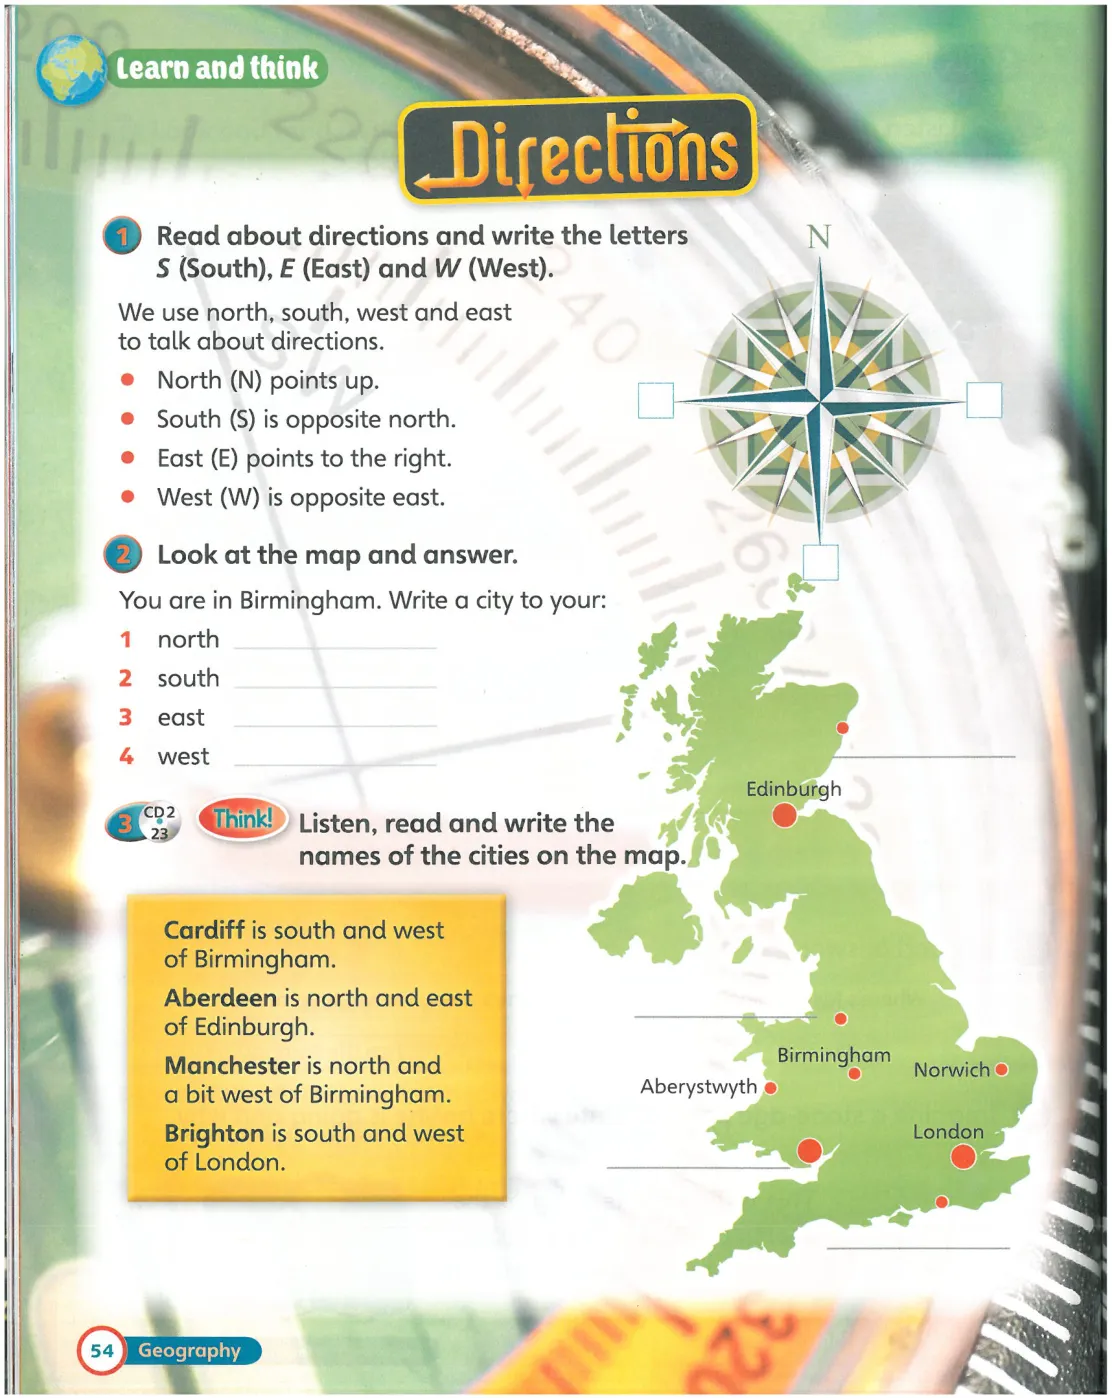 Learn and think
Directions
1 Read about directions and write the letters
S (South), E (East) and W (West).
N
We use north, south, west and east
to talk about directions.
• North (N) points up.
• South (S) is opposite north.
• East (E) points to the right.
• West (W) is opposite east.
2 Look at the map and answer.
You are in Birmingham. Write a city to your:
1 north
2 south
3 east
4 west
3 CD2
23
Think! Listen, read and write the
names of the cities on the map.
Cardiff is south and west
of Birmingham.
Aberdeen is north and east
of Edinburgh.
Manchester is north and
a bit west of Birmingham.
Brighton is south and west
of London.
Edinburgh
Birmingham
Norwich
Aberystwyth
London
54 Geography
220
240
260
SW
320